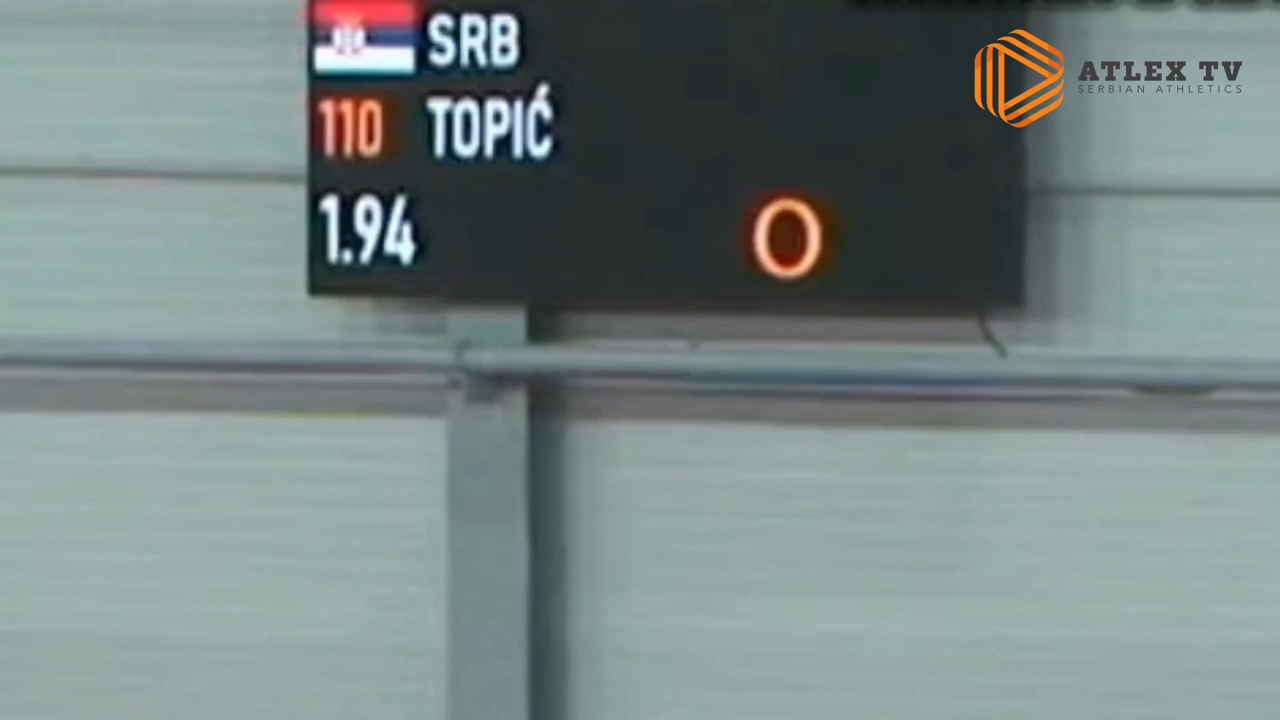 SRB
110 TOPIĆ
1.94 O
ATLEX TV
SERBIAN ATHLETICS